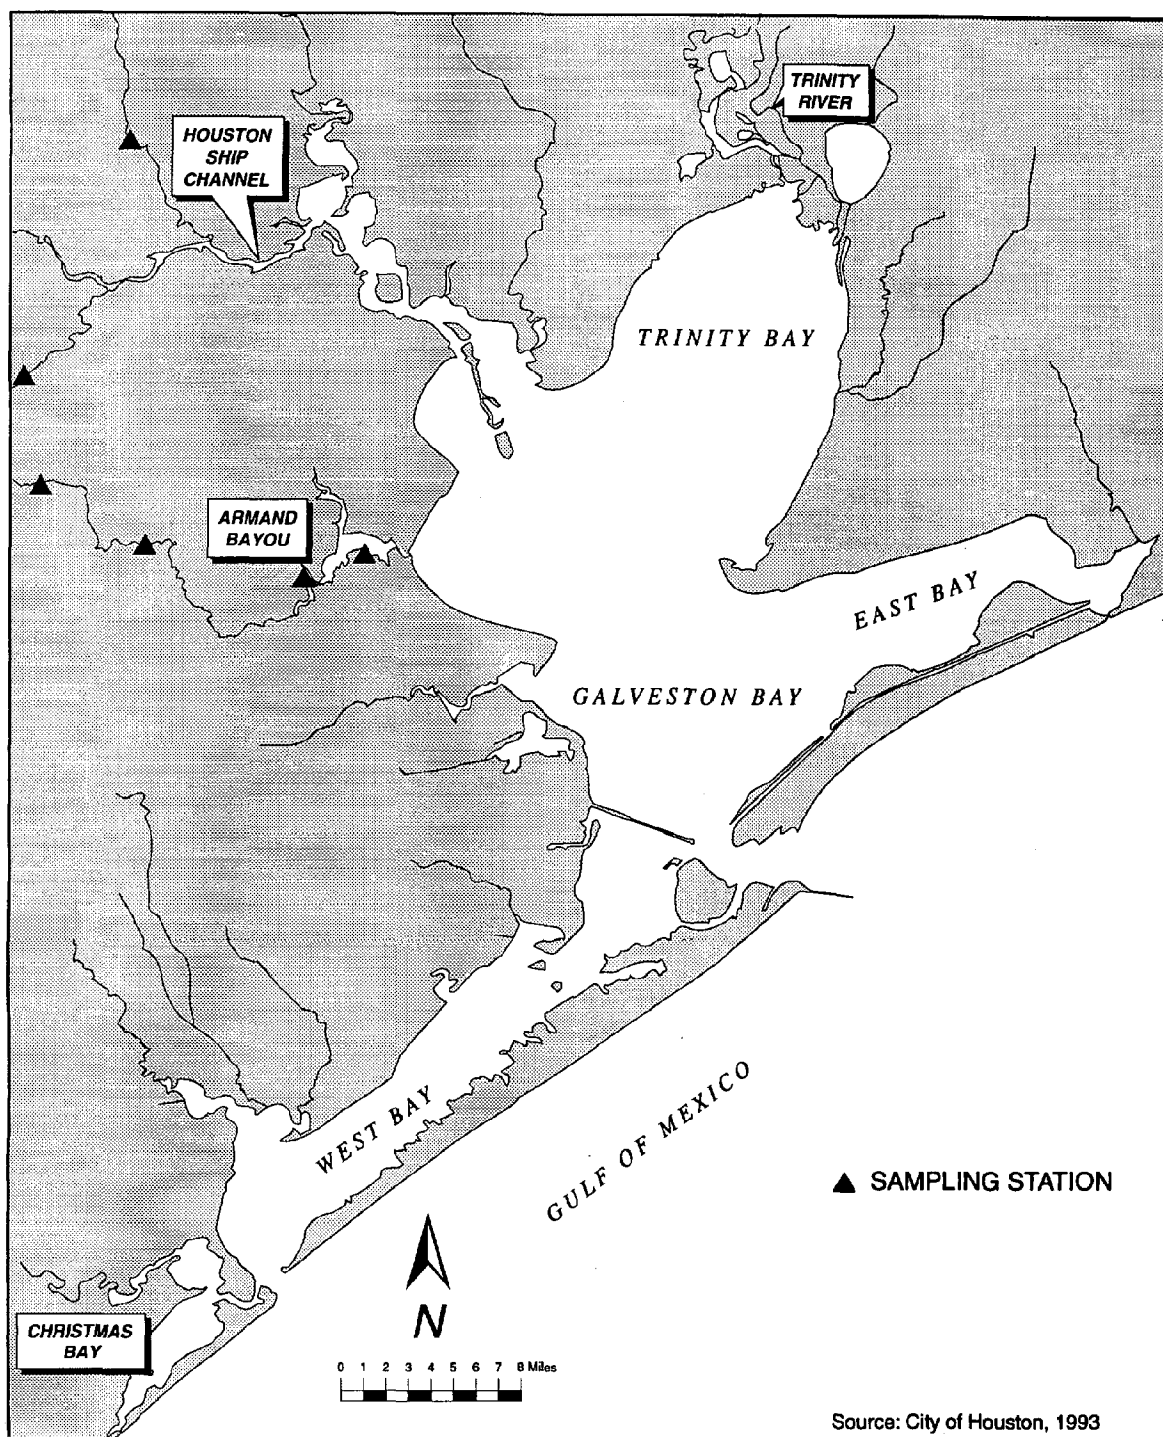 TRINITY
RIVER
HOUSTON
SHIP
CHANNEL
TRINITY BAY
ARMAND
BAYOU
EAST BAY
GALVESTON BAY
WEST BAY
GULF OF MEXICO
SAMPLING STATION
N
CHRISTMAS
BAY
0 1 2 3 4 5 6 7 8 Miles
Source: City of Houston, 1993